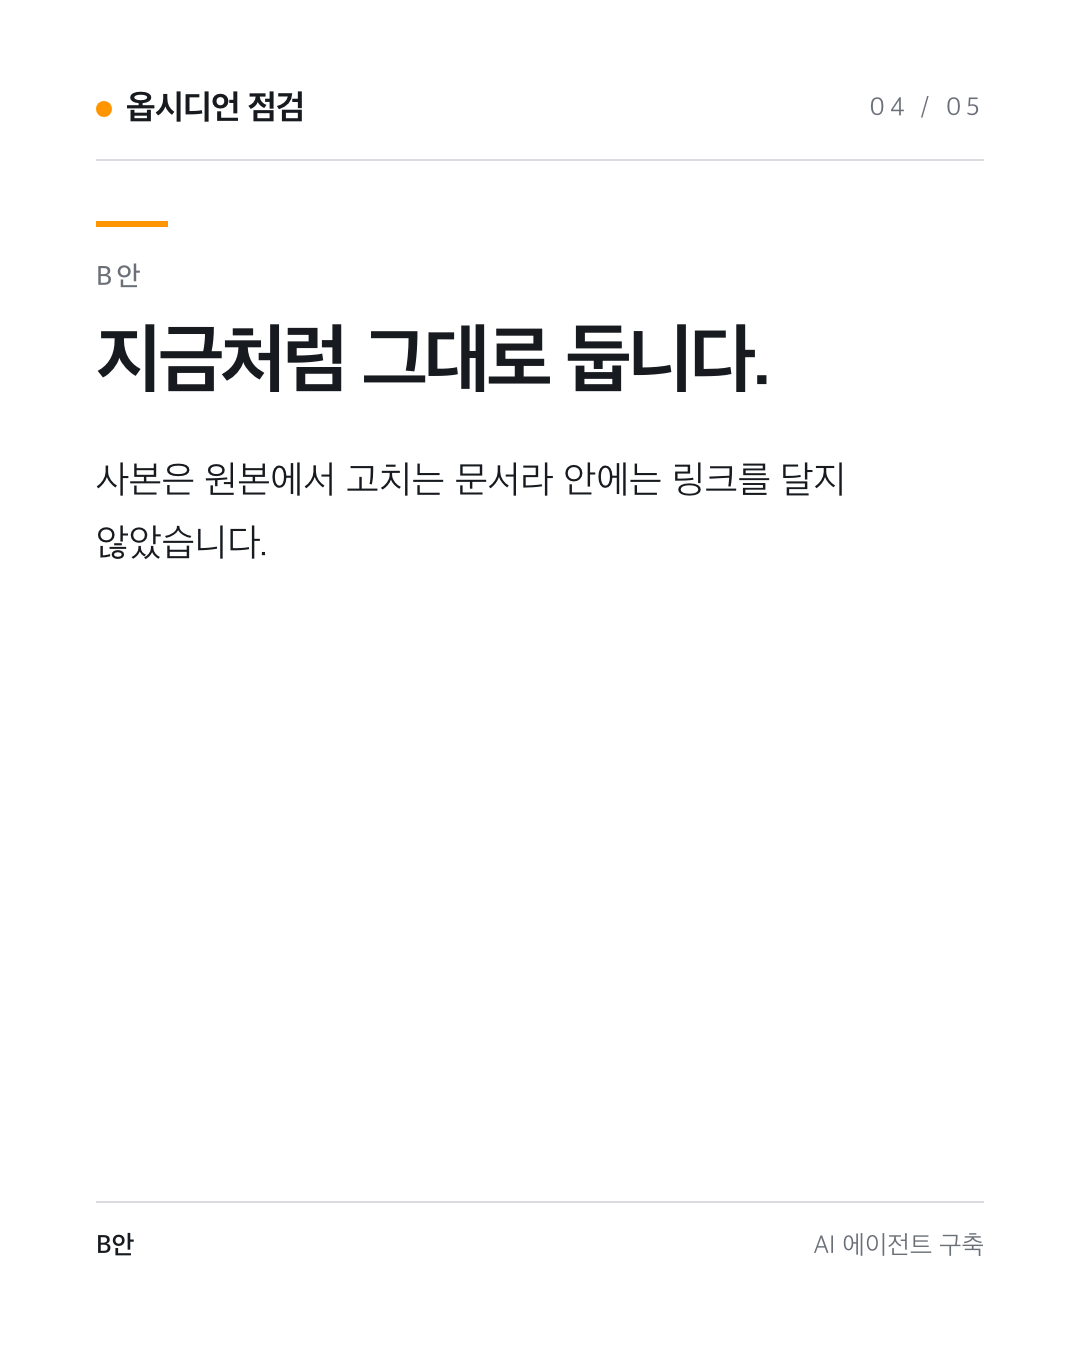 옵시디언 점검
04 / 05
B안
지금처럼 그대로 둡니다.
사본은 원본에서 고치는 문서라 안에는 링크를 달지
않았습니다.
B안
AI 에이전트 구축